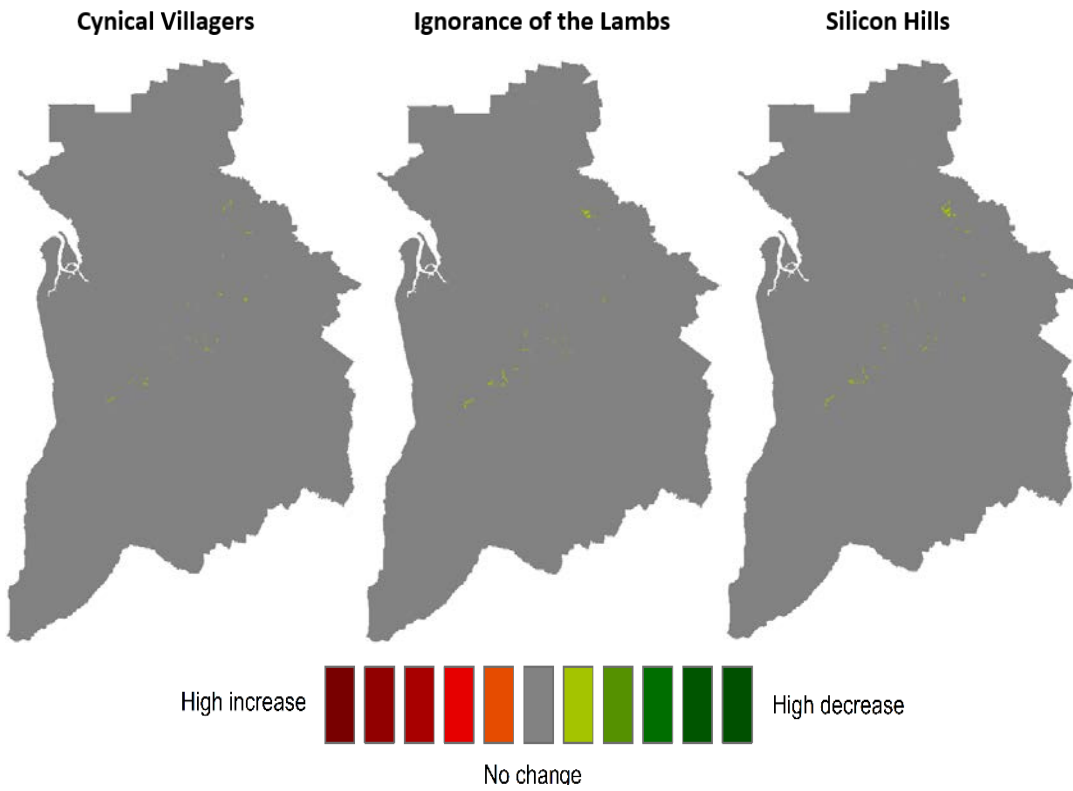 Cynical Villagers
Ignorance of the Lambs
Silicon Hills
High increase
High decrease
No change